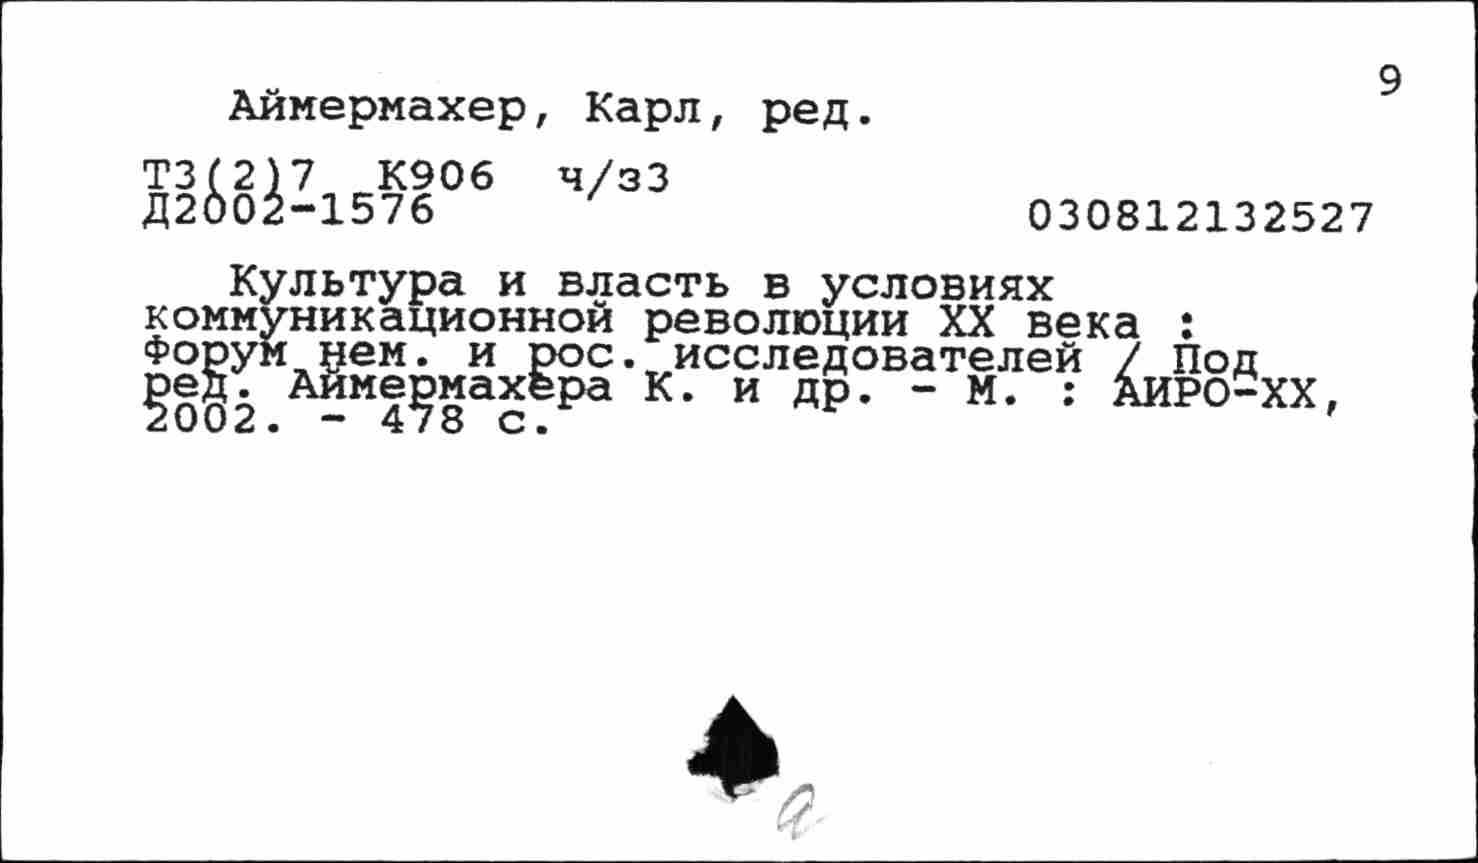 9
Аймермахер, Карл, ред.
Т3(2)7 К906 ч/з3
Д2002-1576 030812132527
Культура и власть в условиях
коммуникационной революции XX века :
Форум нем. и рос. исследователей / Под
ред. Аймермахера К. и др. - М. : АИРО-XX,
2002. - 478 с.
а